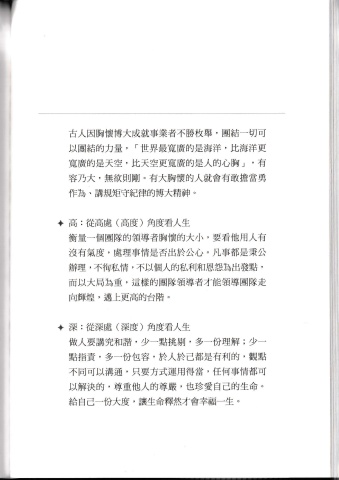 古人因胸懷博大成就事業者不勝枚舉，團結一切可
以團結的力量，「世界最寬廣的是海洋，比海洋更
寬廣的是天空，比天空更寬廣的是人的心胸」，有
容乃大，無欲則剛。有大胸懷的人就會有敢擔當勇
作為、講規矩守紀律的博大精神。
✦ 高：從高處（高度）角度看人生
衡量一個團隊的領導者胸懷的大小，要看他用人有
沒有氣度，處理事情是否出於公心。凡事都是秉公
辦理，不徇私情，不以個人的私利和恩怨為出發點，
而以大局為重，這樣的團隊領導者才能領導團隊走
向輝煌，邁上更高的台階。
✦ 深：從深處（深度）角度看人生
做人要講究和諧，少一點挑剔，多一份理解；少一
點指責，多一份包容，於人於己都是有利的，觀點
不同可以溝通，只要方式運用得當，任何事情都可
以解決的，尊重他人的尊嚴，也珍愛自己的生命。
給自己一份大度，讓生命釋然才會幸福一生。